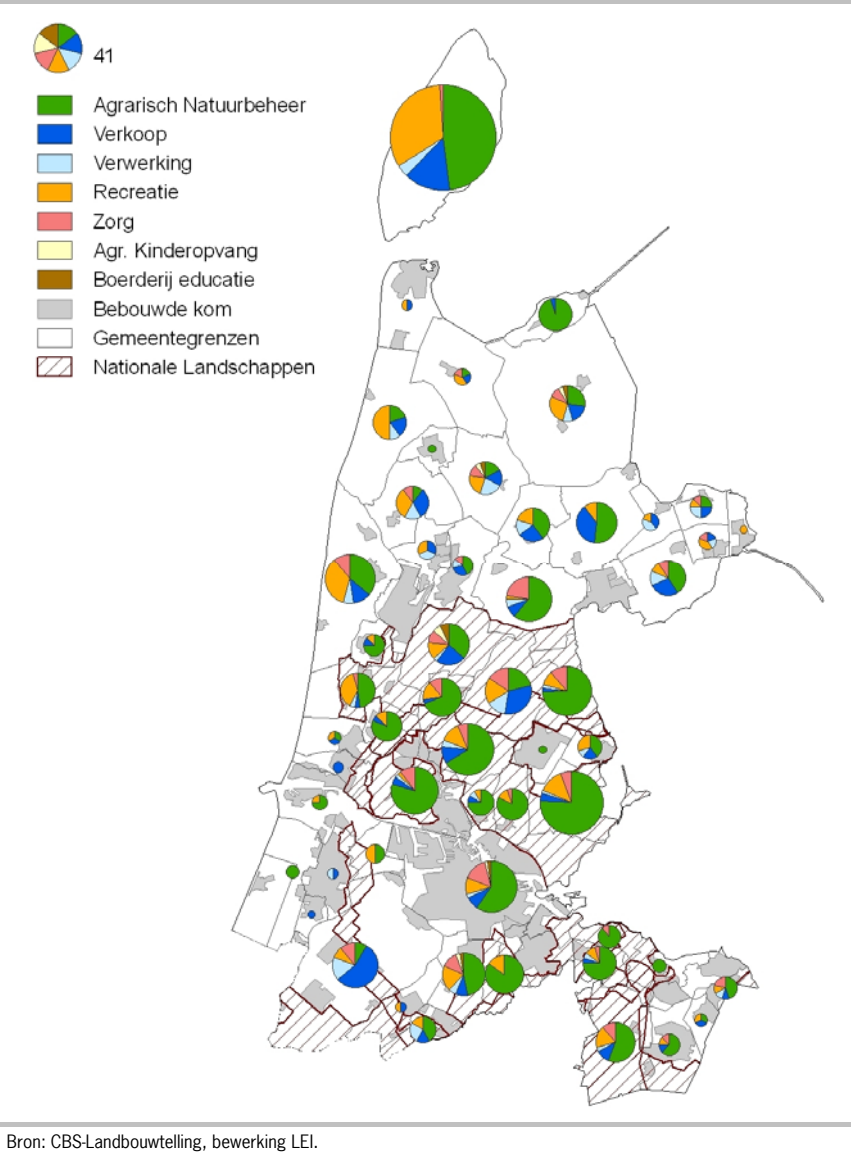 41
Agrarisch Natuurbeheer
Verkoop
Verwerking
Recreatie
Zorg
Agr. Kinderopvang
Boerderij educatie
Bebouwde kom
Gemeentegrenzen
Nationale Landschappen
Bron: CBS-Landbouwtelling, bewerking LEI.